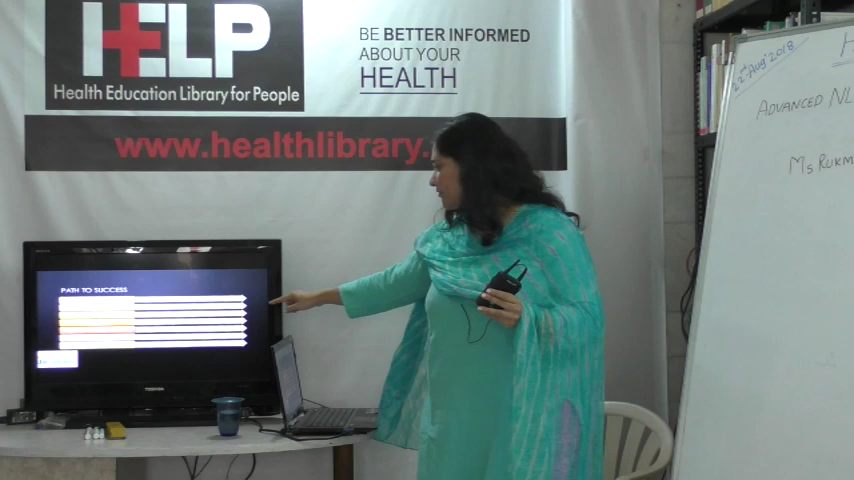 HELP
Health Education Library for People
BE BETTER INFORMED
ABOUT YOUR
HEALTH
www.healthlibrary.
PATH TO SUCCESS
TOSHIBA
22nd Aug' 2018
H
ADVANCED NL
Ms. RUKM